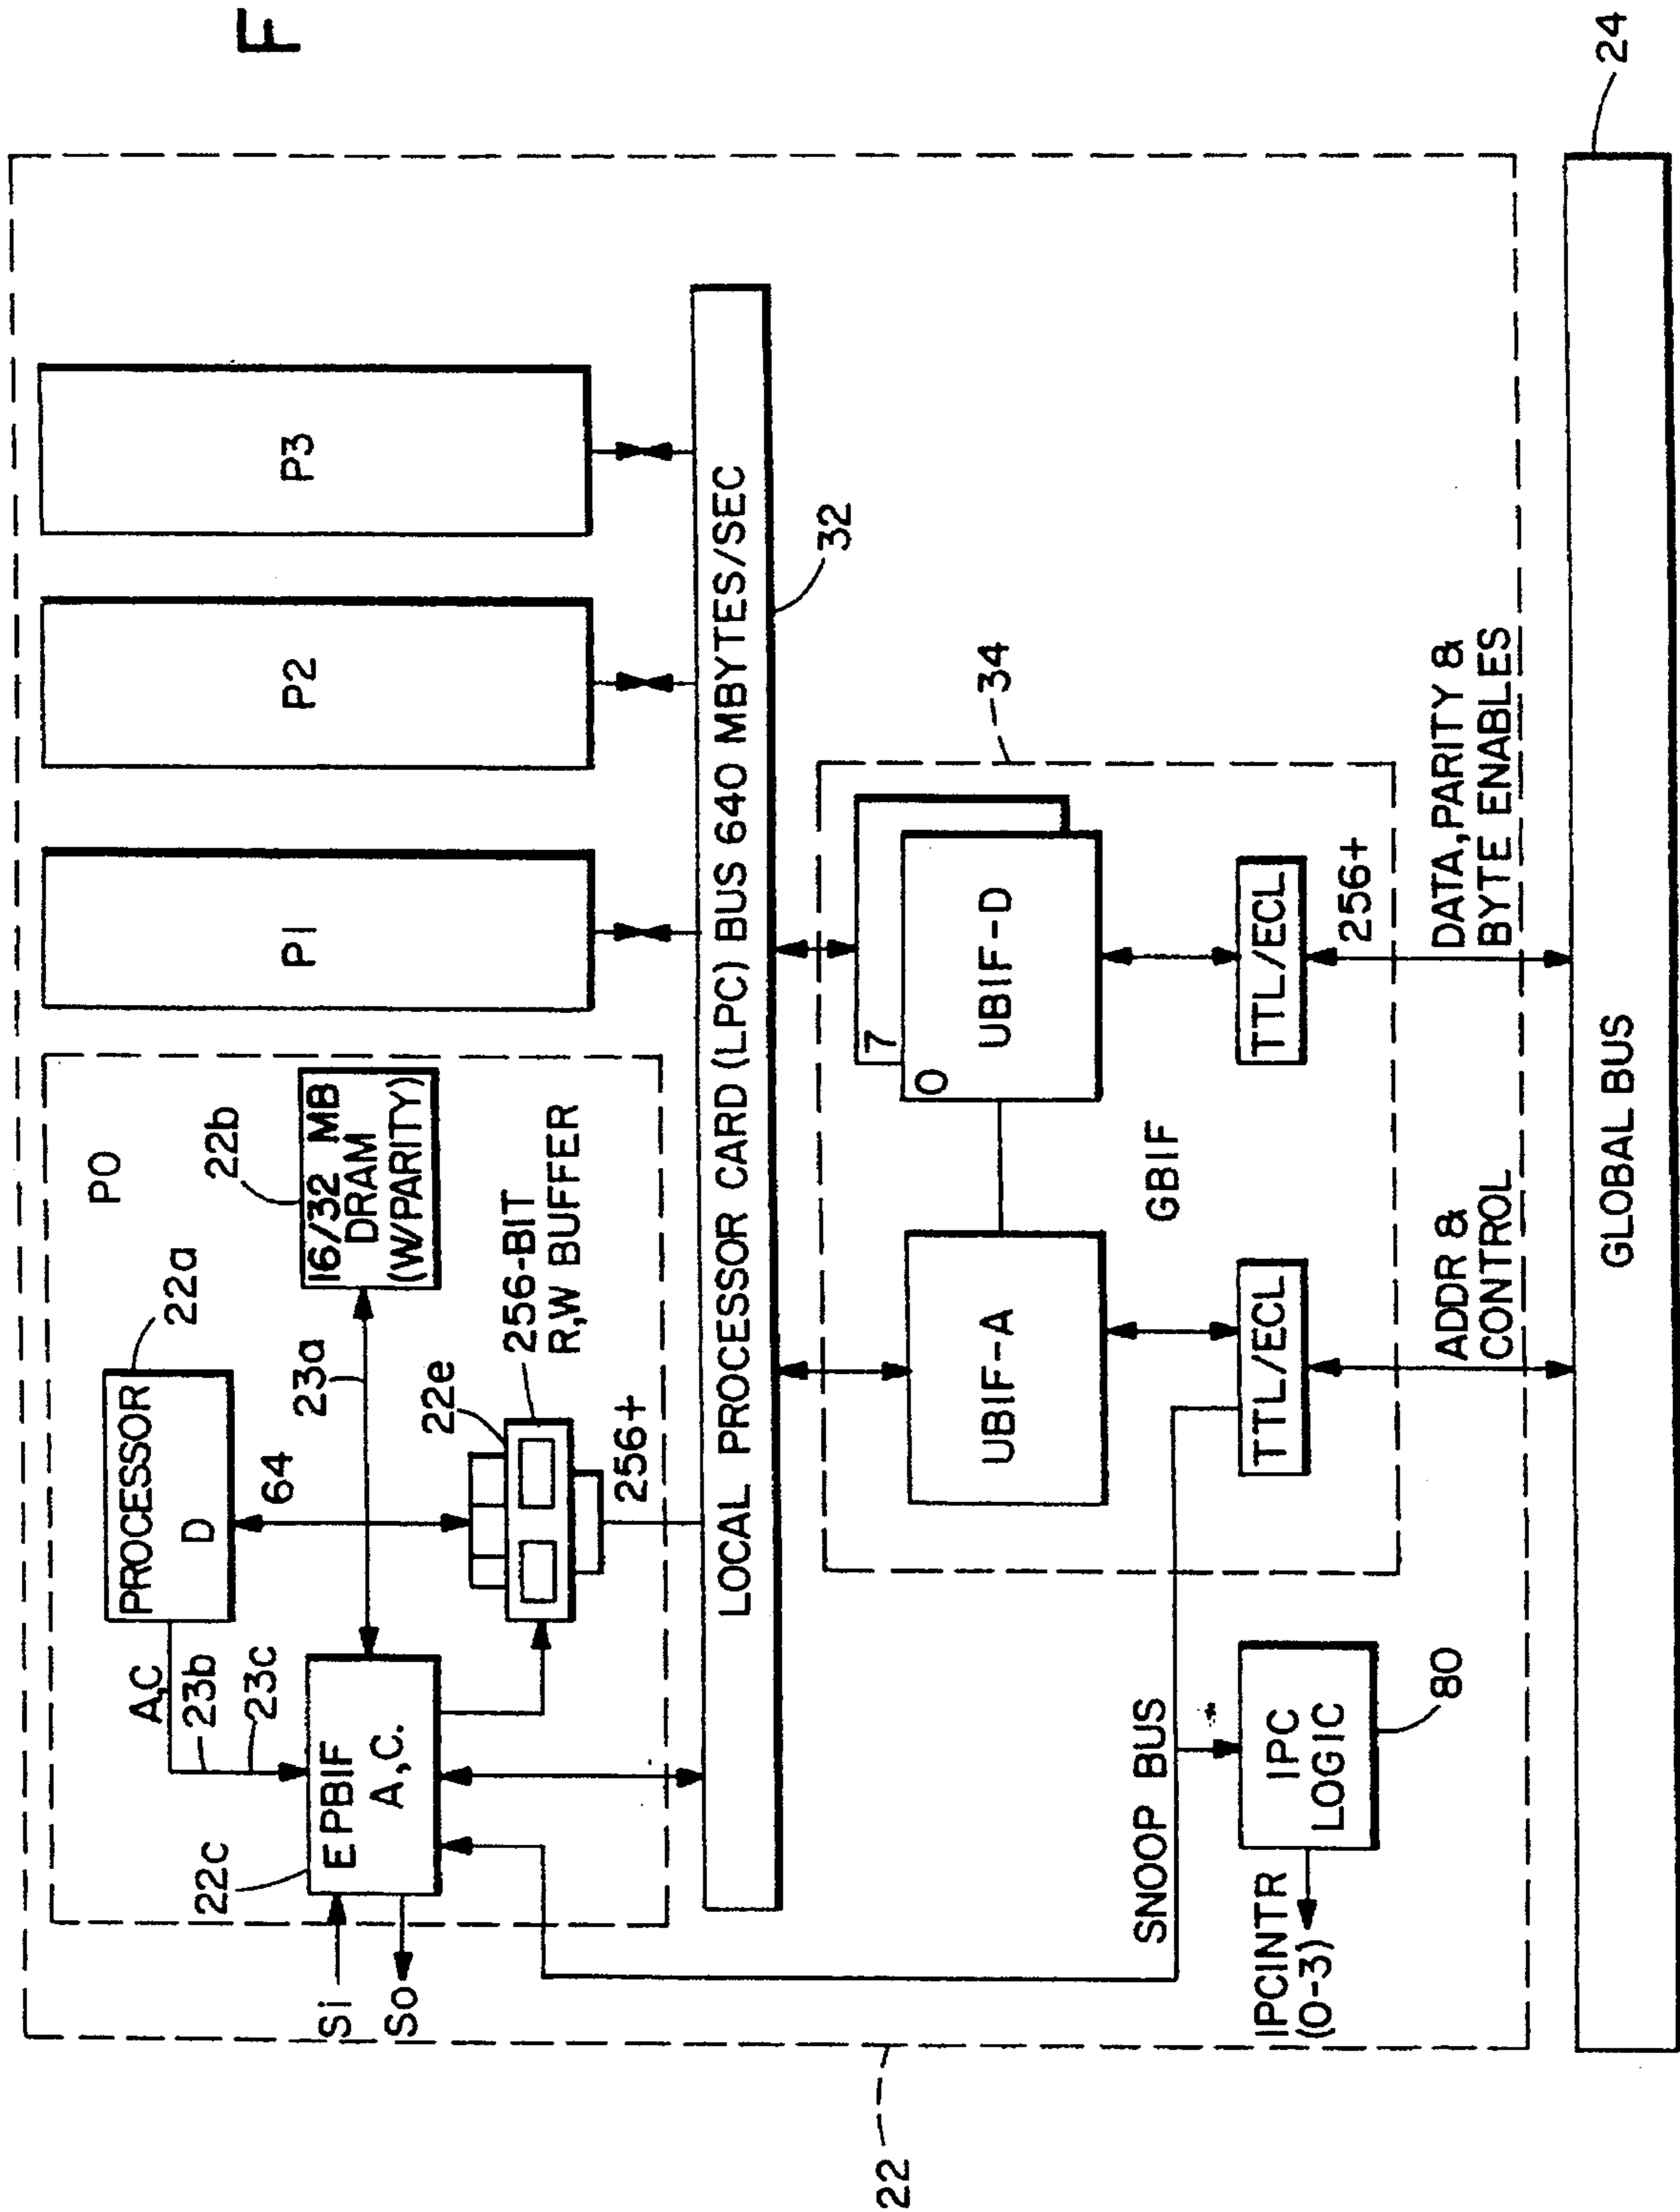 F
22
P0
22a
PROCESSOR
D
A,C
23b
23c
64
23a
22b
16/32 MB
DRAM
(W/PARITY)
22c
EPBIF
A,C.
Si
So
22e
256-BIT
R,W BUFFER
256+
P1
P2
P3
LOCAL PROCESSOR CARD (LPC) BUS 640 MBYTES/SEC
32
34
UBIF-A
7
0
UBIF-D
GBIF
TTL/ECL
TTL/ECL
256+
SNOOP BUS
IPC
LOGIC
80
IPCINTR
(0-3)
ADDR &
CONTROL
DATA,PARITY &
BYTE ENABLES
GLOBAL BUS
24